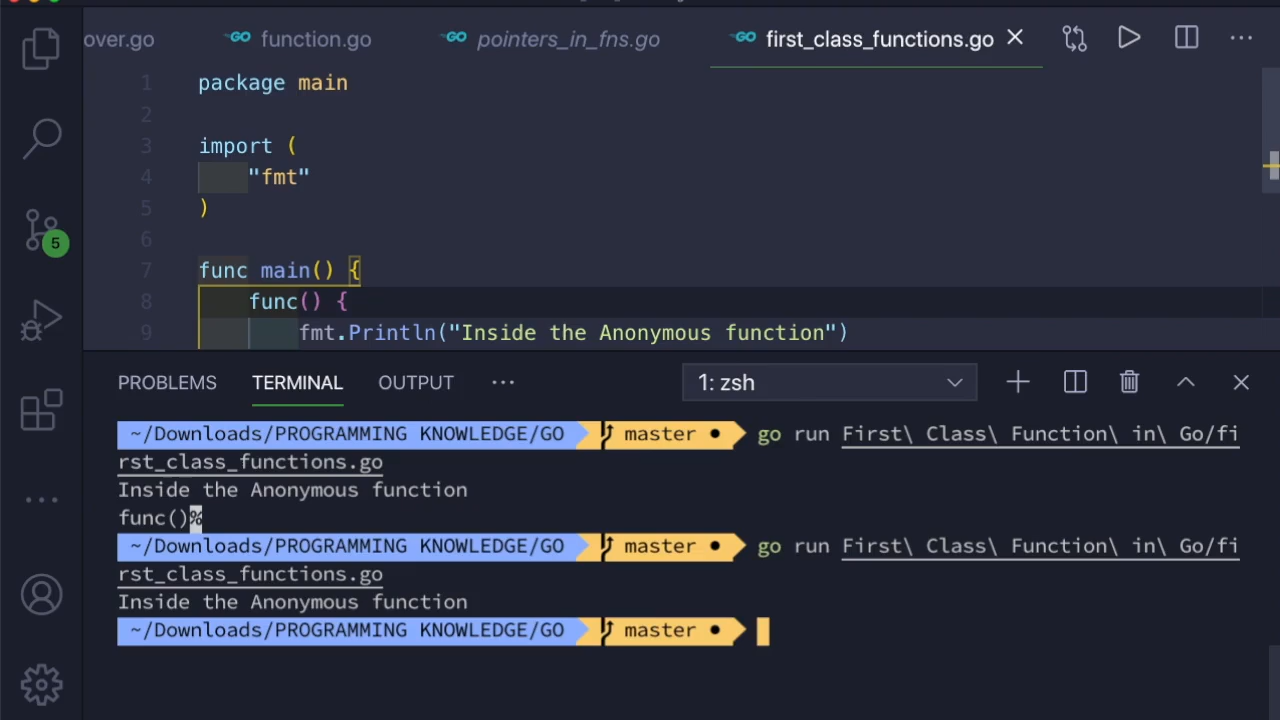 over.go GO function.go GO pointers_in_fns.go GO first_class_functions.go
1 package main
2
3 import (
4 "fmt"
5 )
6
7 func main() {
8 func() {
9 fmt.Println("Inside the Anonymous function")
5
PROBLEMS TERMINAL OUTPUT ··· 1: zsh
~/Downloads/PROGRAMMING KNOWLEDGE/GO master ● go run First\ Class\ Function\ in\ Go/fi
rst_class_functions.go
Inside the Anonymous function
func()%
~/Downloads/PROGRAMMING KNOWLEDGE/GO master ● go run First\ Class\ Function\ in\ Go/fi
rst_class_functions.go
Inside the Anonymous function
~/Downloads/PROGRAMMING KNOWLEDGE/GO master ●